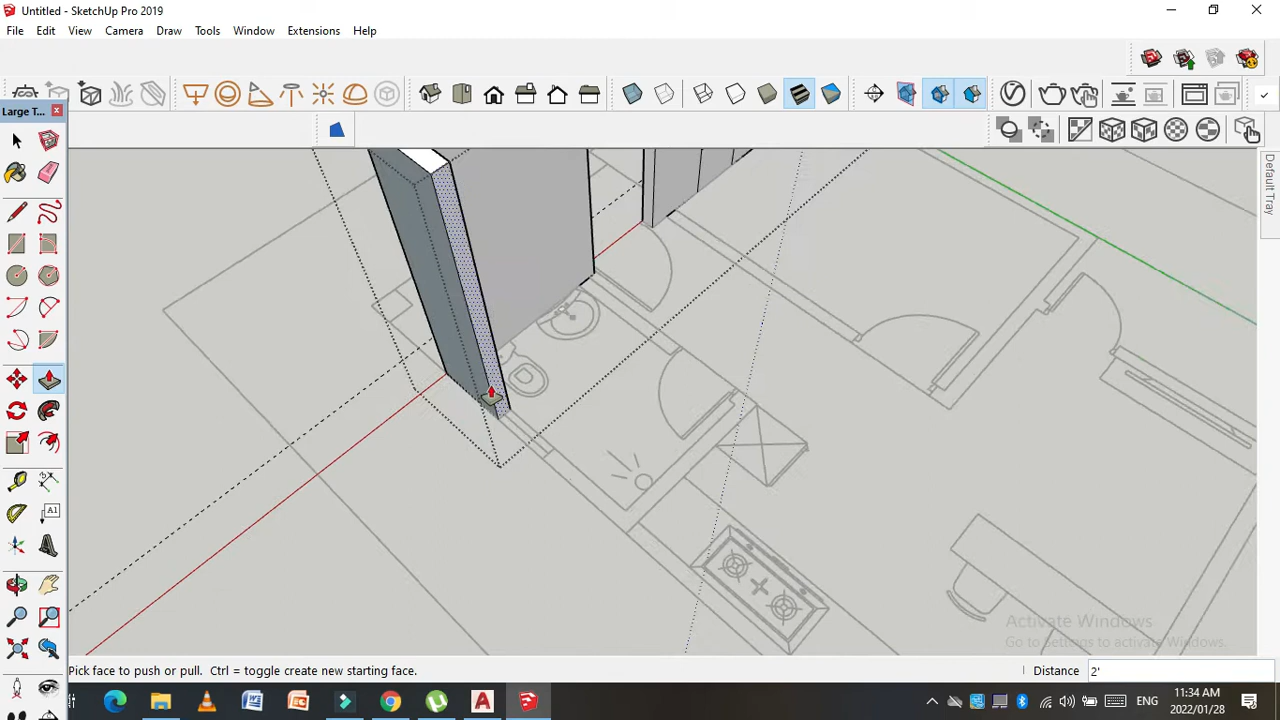 Untitled - SketchUp Pro 2019
File Edit View Camera Draw Tools Window Extensions Help
Large T...
Default Tray
A1
Activate Windows
Go to Settings to activate Windows.
Pick face to push or pull. Ctrl = toggle create new starting face.
Distance 2'
ENG
11:34 AM
2022/01/28